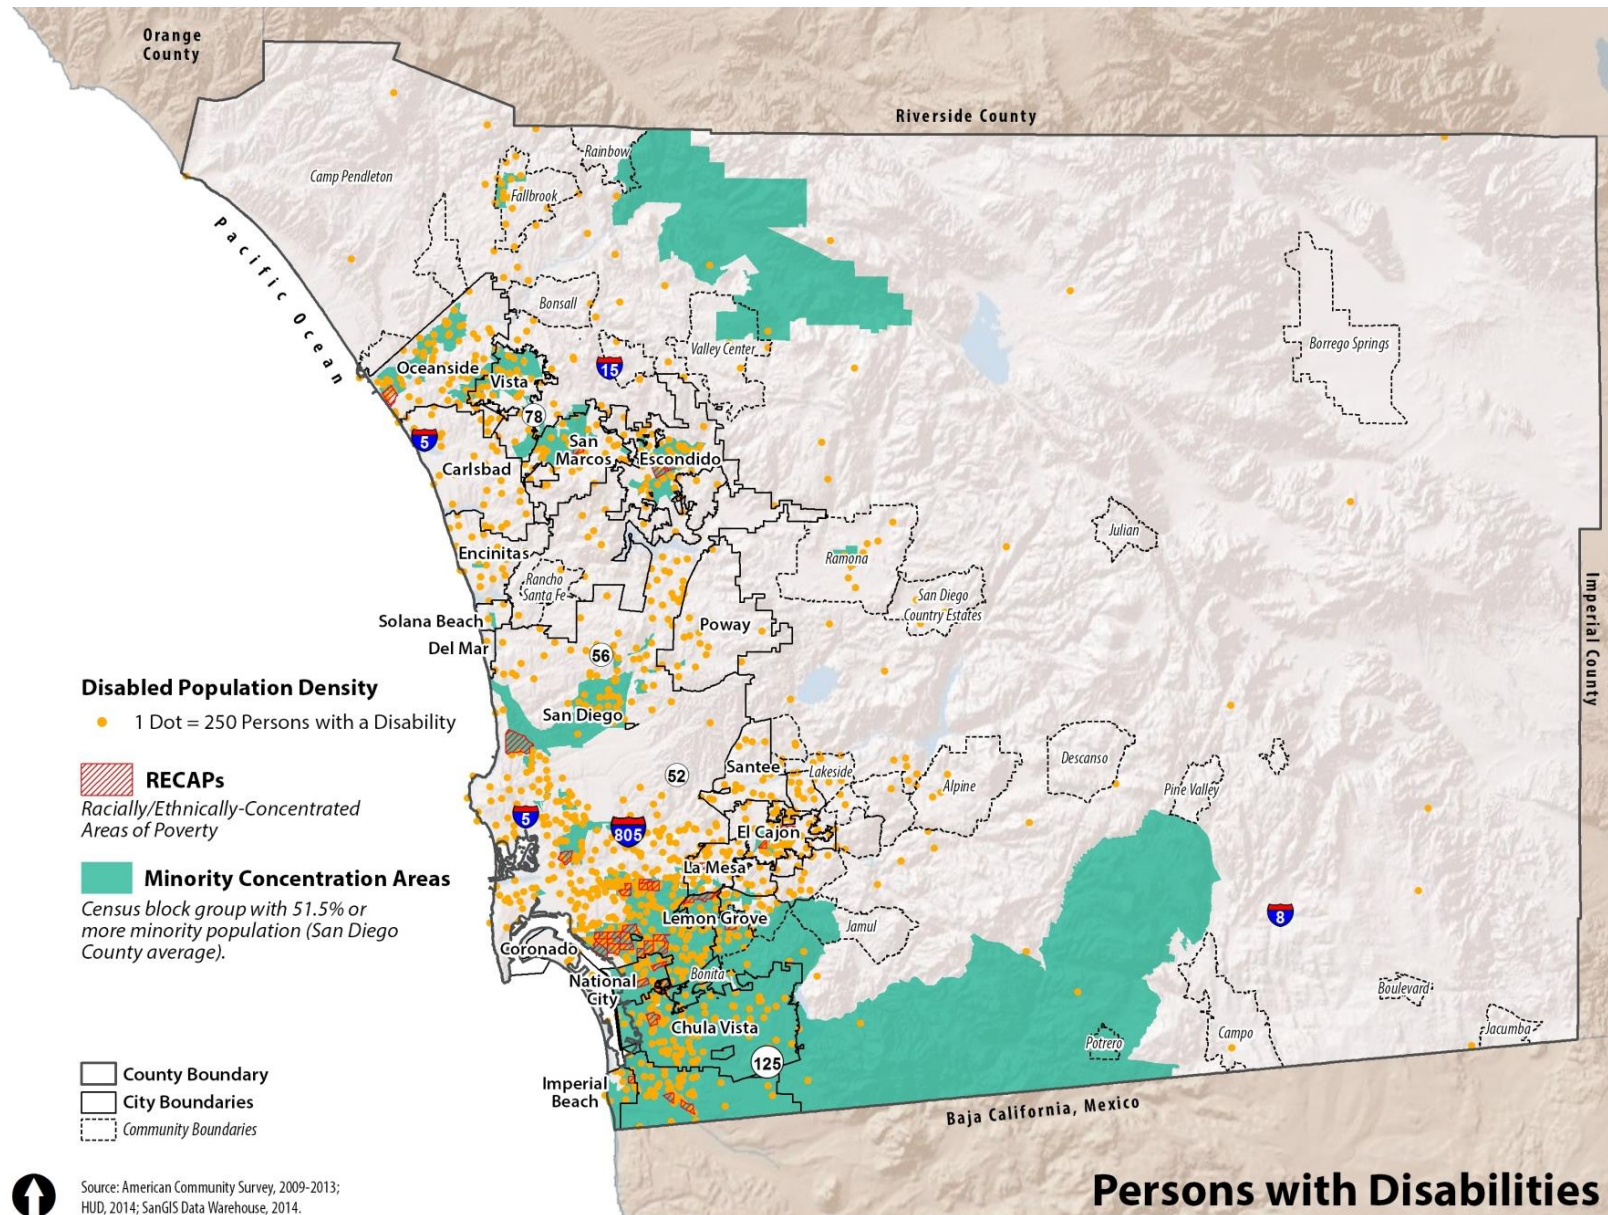 Orange
County
Riverside County
Rainbow
Camp Pendleton
Fallbrook
Pacific Ocean
Bonsall
Borrego Springs
Valley Center
Oceanside
15
Vista
78
5
San
Marcos
Escondido
Carlsbad
Julian
Encinitas
Ramona
Rancho
Santa Fe
San Diego
Country Estates
Imperial County
Solana Beach
Poway
Del Mar
56
Disabled Population Density
1 Dot = 250 Persons with a Disability
San Diego
RECAPs
Racially/Ethnically-Concentrated
Areas of Poverty
Santee
52
Lakeside
Descanso
Alpine
Pine Valley
5
805
El Cajon
La Mesa
Minority Concentration Areas
Census block group with 51.5% or
more minority population (San Diego
County average).
Lemon Grove
8
Jamul
Coronado
Bonita
National
City
Boulevard
Chula Vista
Jacumba
Campo
Potrero
125
County Boundary
City Boundaries
Community Boundaries
Imperial
Beach
Baja California, Mexico
Source: American Community Survey, 2009-2013;
HUD, 2014; SanGIS Data Warehouse, 2014.
Persons with Disabilities